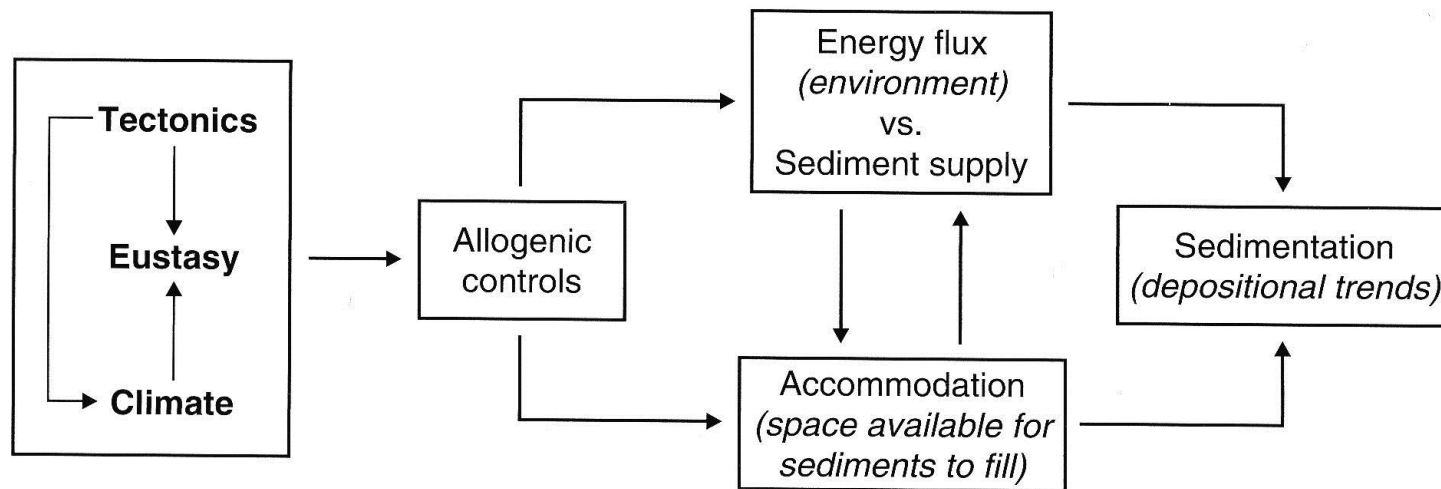 Tectonics
Eustasy
Climate
Allogenic
controls
Energy flux
(environment)
vs.
Sediment supply
Accommodation
(space available for
sediments to fill)
Sedimentation
(depositional trends)